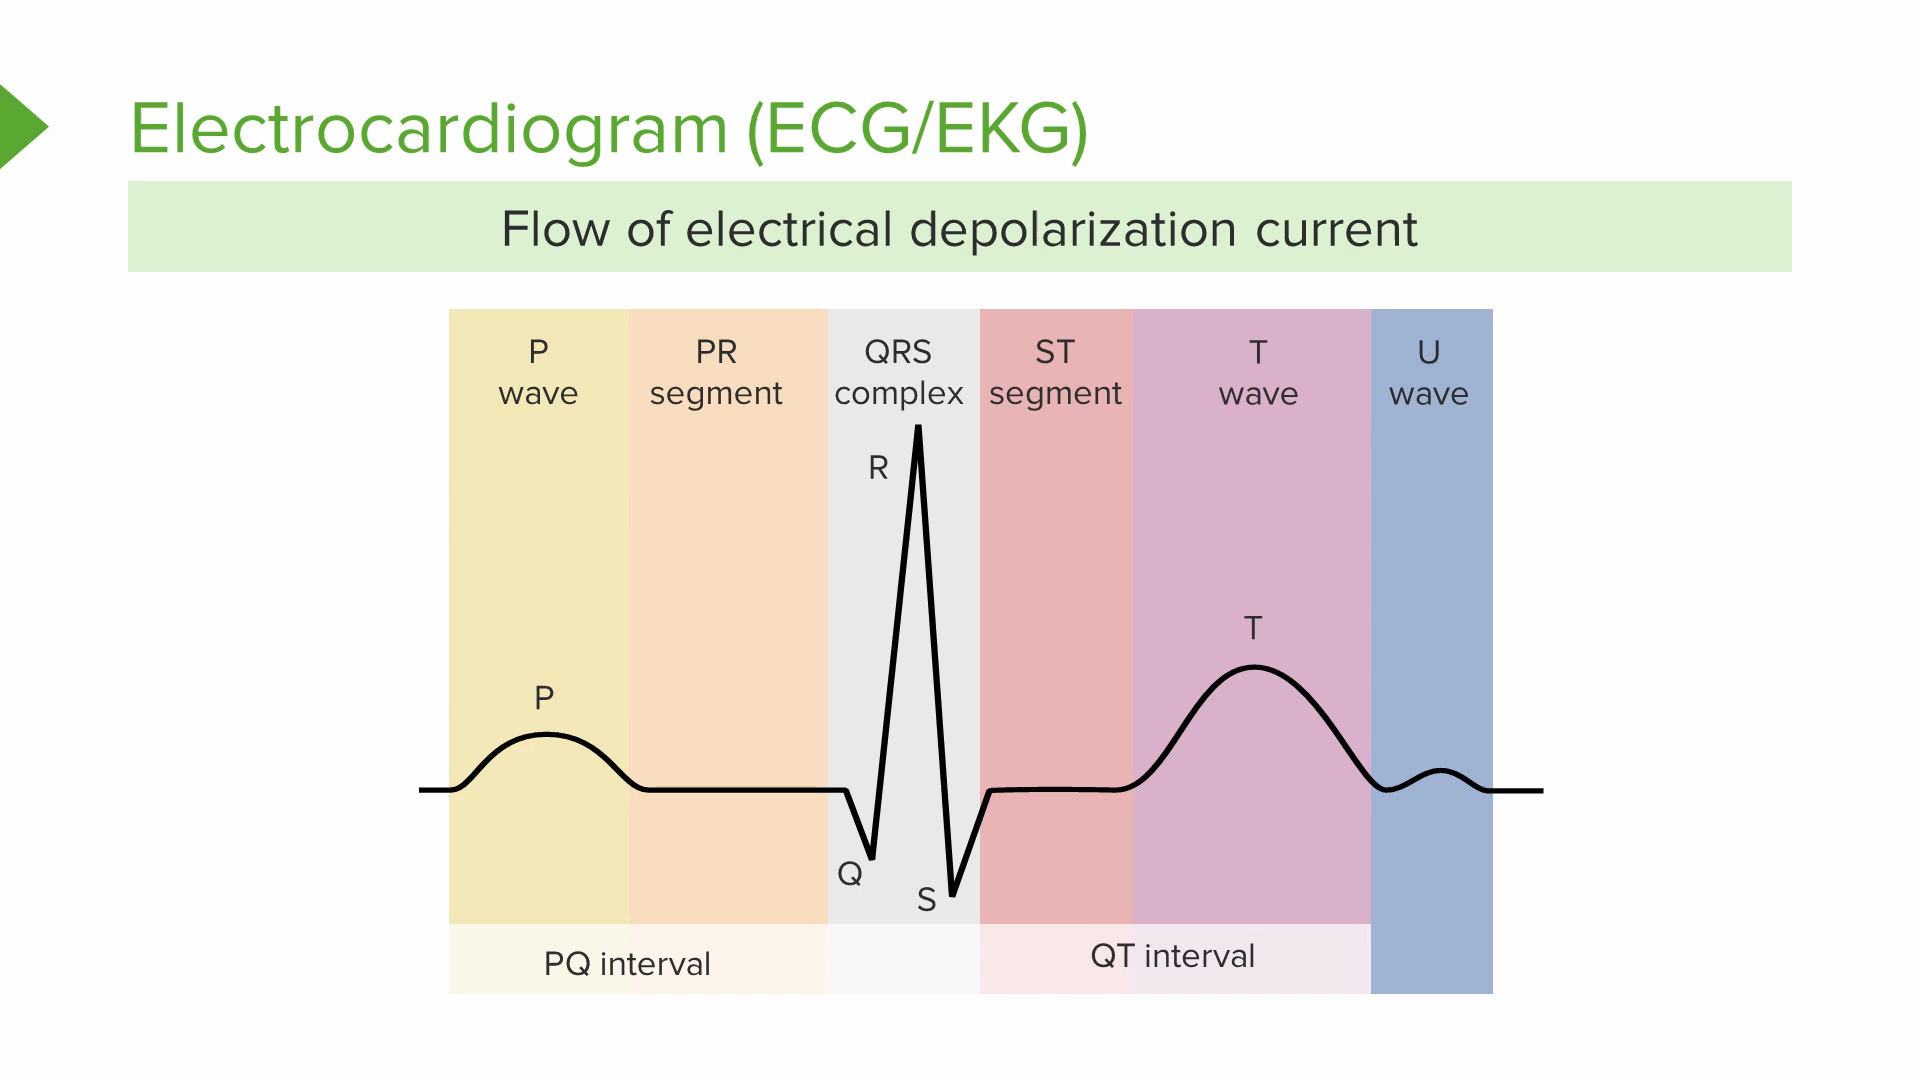 Electrocardiogram (ECG/EKG)
Flow of electrical depolarization current
P
wave
PR
segment
QRS
complex
ST
segment
T
wave
U
wave
R
T
P
Q
S
PQ interval
QT interval